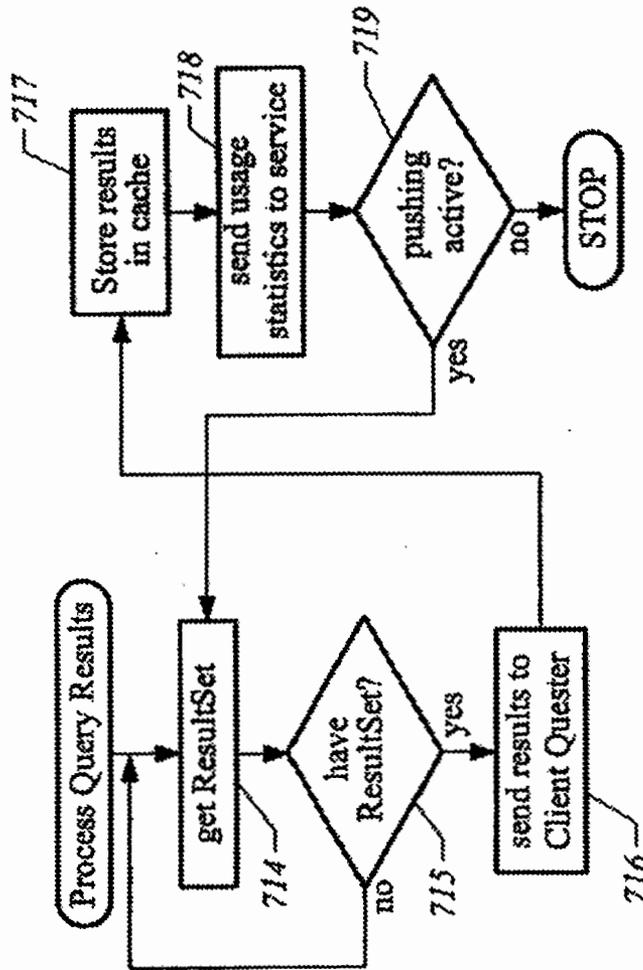 Process Query Results
get ResultSet
714
have
ResultSet?
715
no
yes
send results to
Client Quester
716
Store results
in cache
717
send usage
statistics to service
718
pushing
active?
719
yes
no
STOP